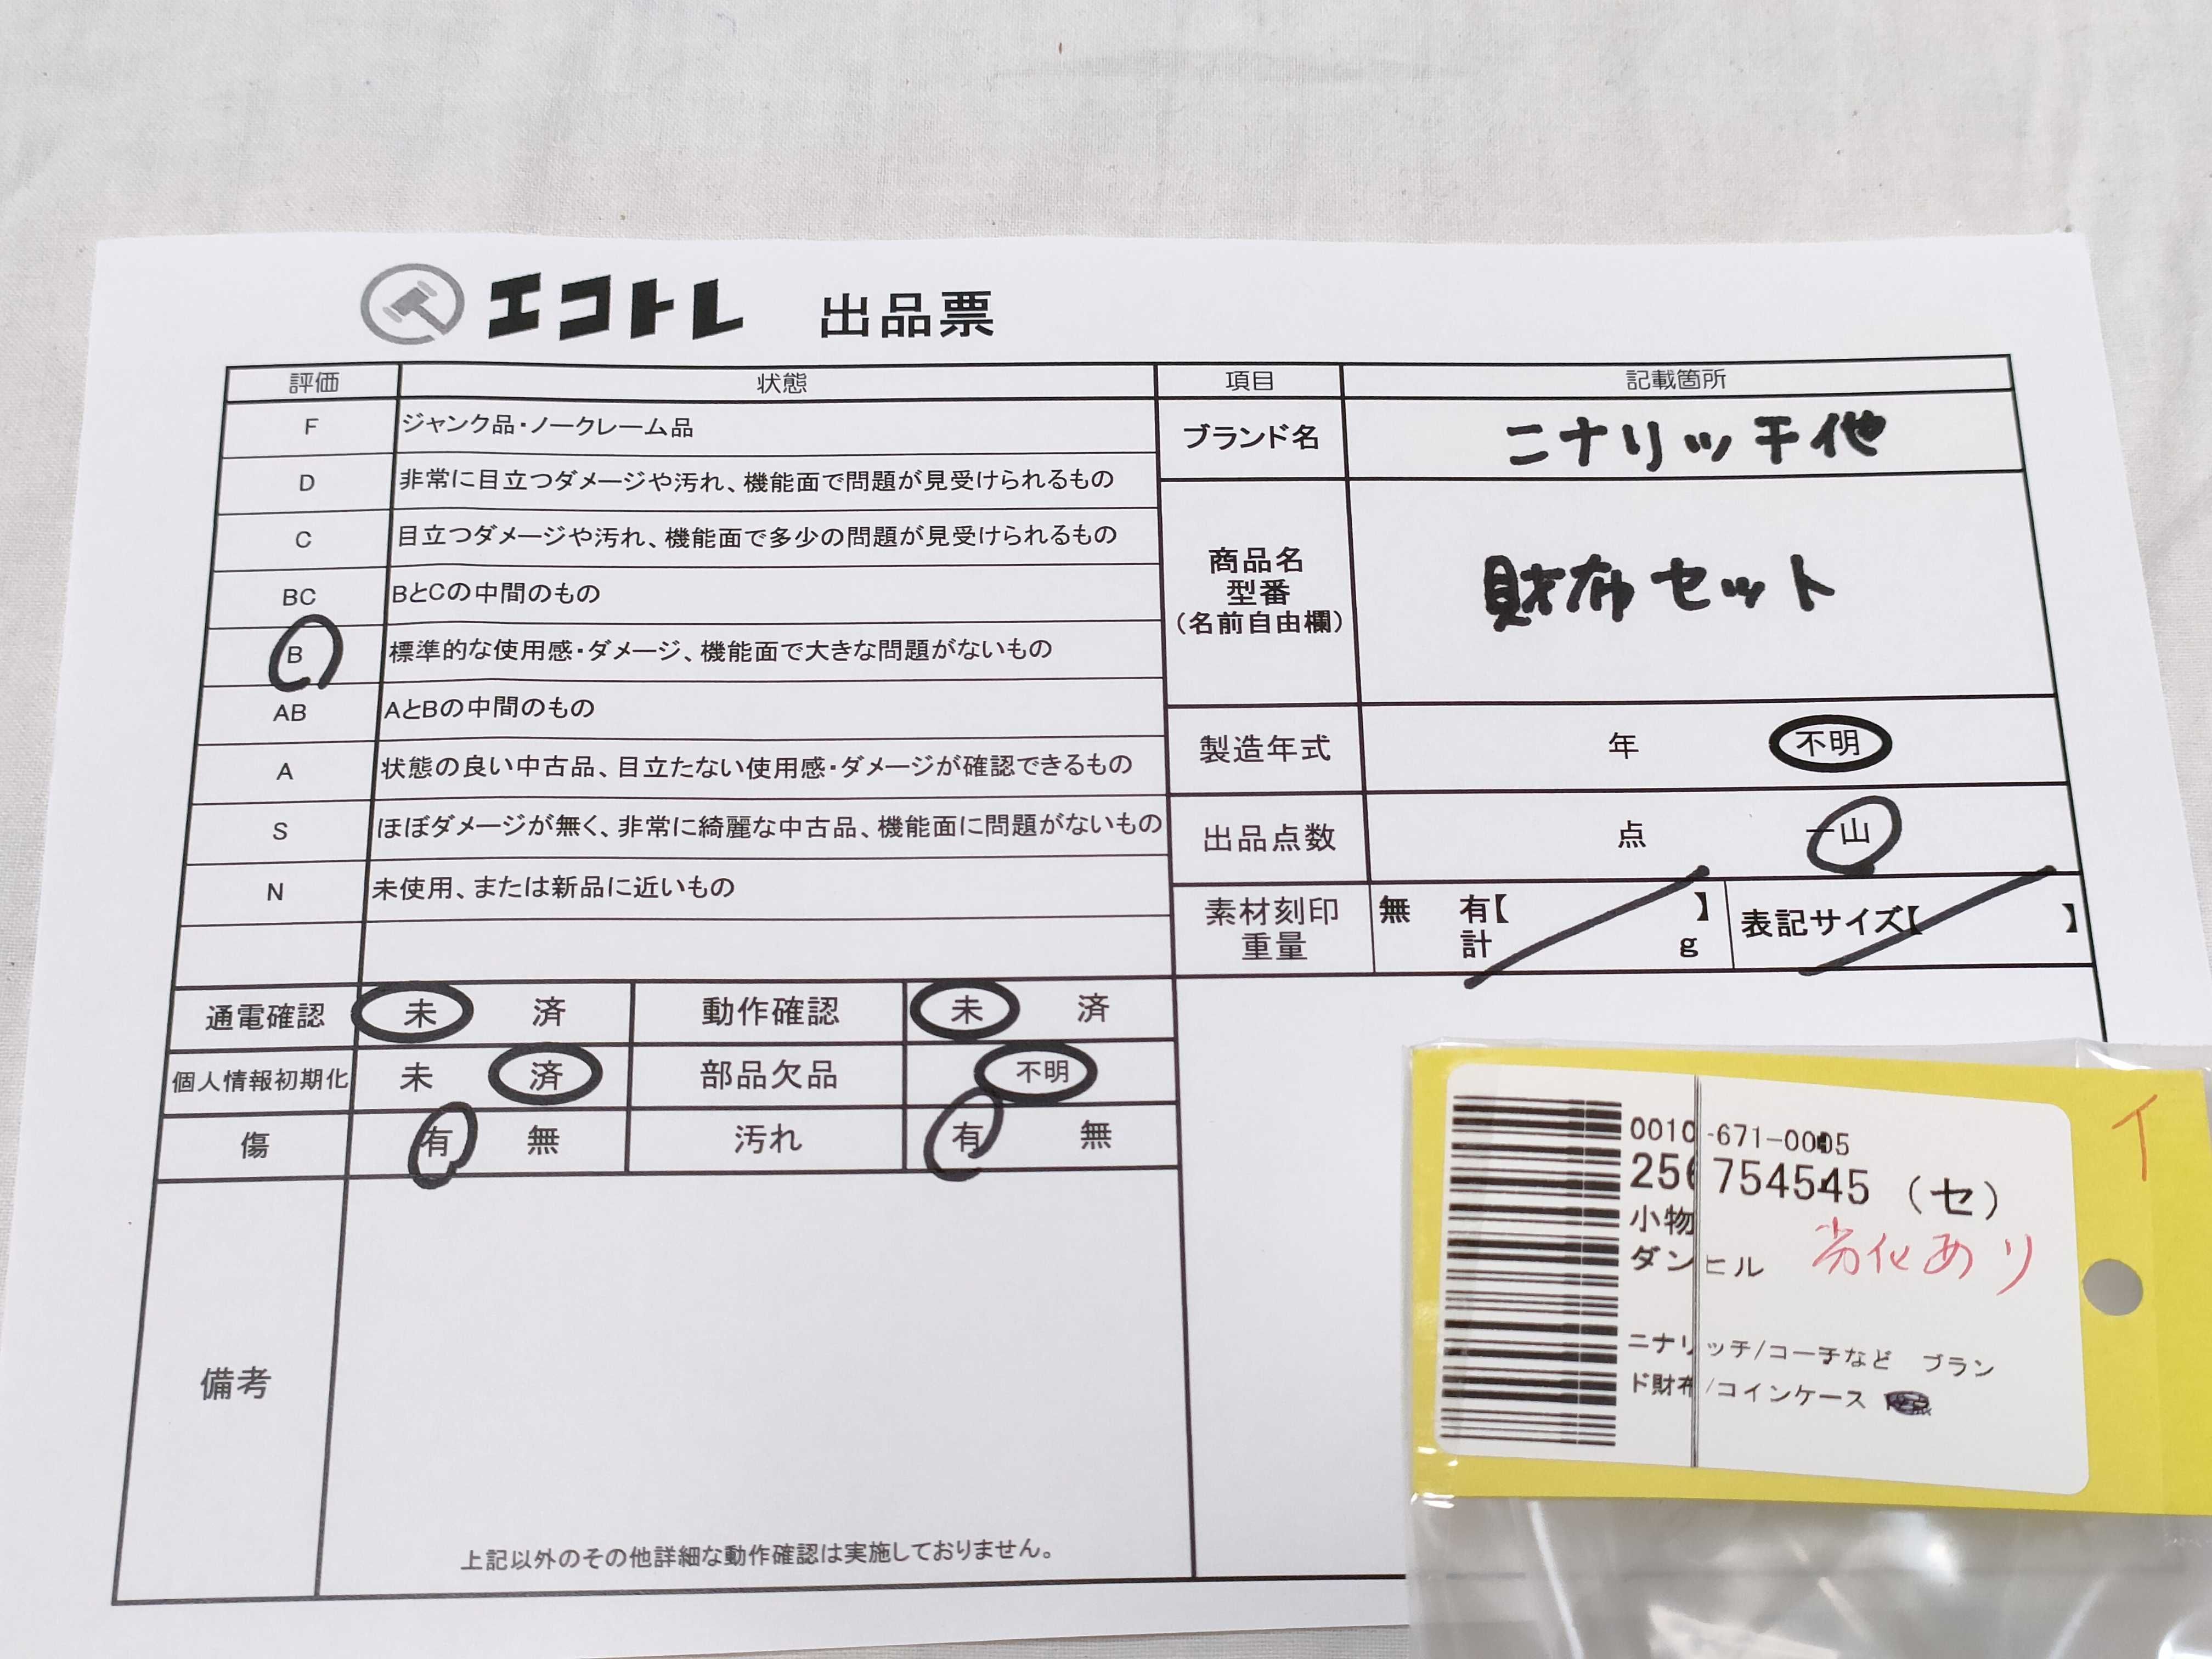 エコトレ 出品票
評価 状態 項目 記載箇所
F ジャンク品・ノークレーム品
D 非常に目立つダメージや汚れ、機能面で問題が見受けられるもの
C 目立つダメージや汚れ、機能面で多少の問題が見受けられるもの
BC BとCの中間のもの
B 標準的な使用感・ダメージ、機能面で大きな問題がないもの
AB AとBの中間のもの
A 状態の良い中古品、目立たない使用感・ダメージが確認できるもの
S ほぼダメージが無く、非常に綺麗な中古品、機能面に問題がないもの
N 未使用、または新品に近いもの
ブランド名 ニナリッチ他
商品名
型番
(名前自由欄)
財布セット
製造年式 年 不明
出品点数 点 一山
素材刻印
重量
無 有【 】
計 g
表記サイズ【 】
通電確認 未 済 動作確認 未 済
個人情報初期化 未 済 部品欠品 不明
傷 有 無 汚れ 有 無
備考
上記以外のその他詳細な動作確認は実施しておりません。
イ
0010-671-0005
256754545 (セ)
小物
ダンヒル 劣化あり
ニナリッチ/コーチなど ブラン
ド財布/コインケース